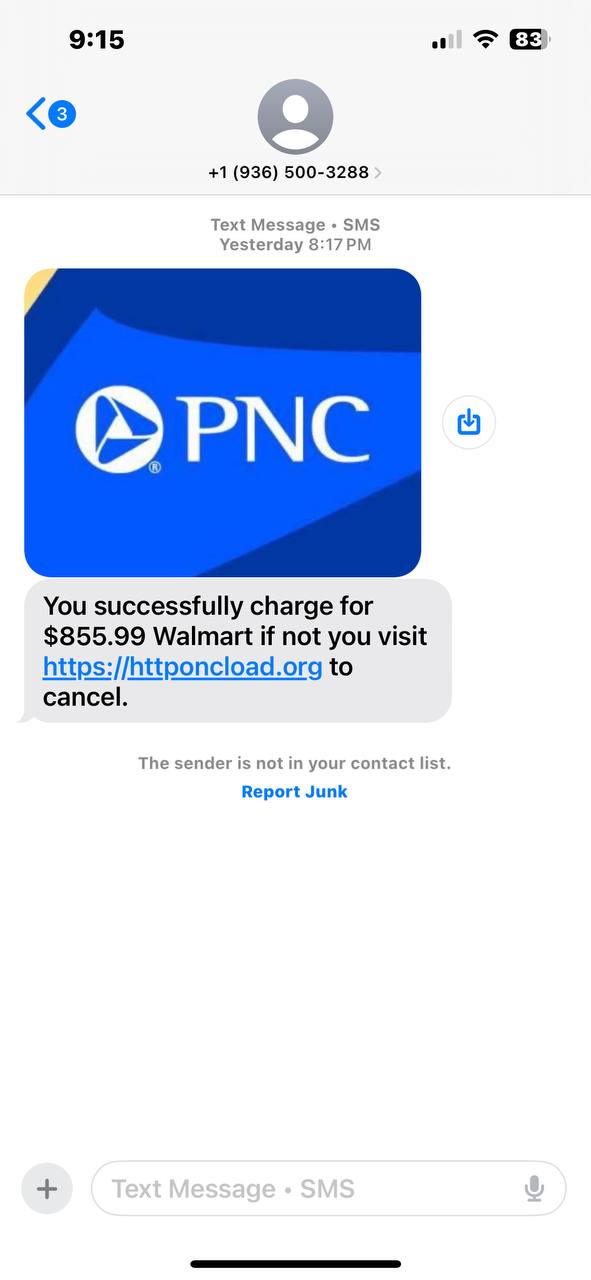 9:15
83
3
+1 (936) 500-3288
Text Message • SMS
Yesterday 8:17 PM
PNC
®
You successfully charge for
$855.99 Walmart if not you visit
https://httponcload.org to
cancel.
The sender is not in your contact list.
Report Junk
Text Message • SMS